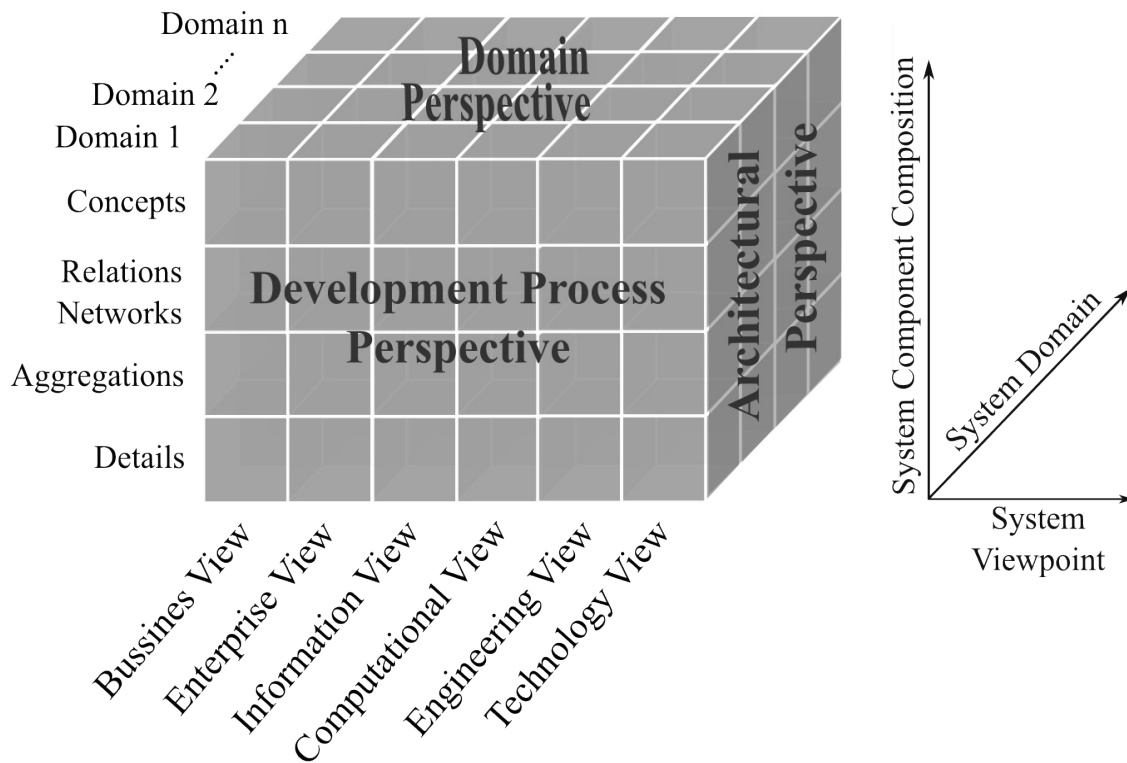 Domain n
.....
Domain 2
Domain 1
Domain
Perspective
Concepts
Relations
Networks
Aggregations
Details
Development Process
Perspective
Architectural
Perspective
Bussines View
Enterprise View
Information View
Computational View
Engineering View
Technology View
System Component Composition
System Domain
System
Viewpoint